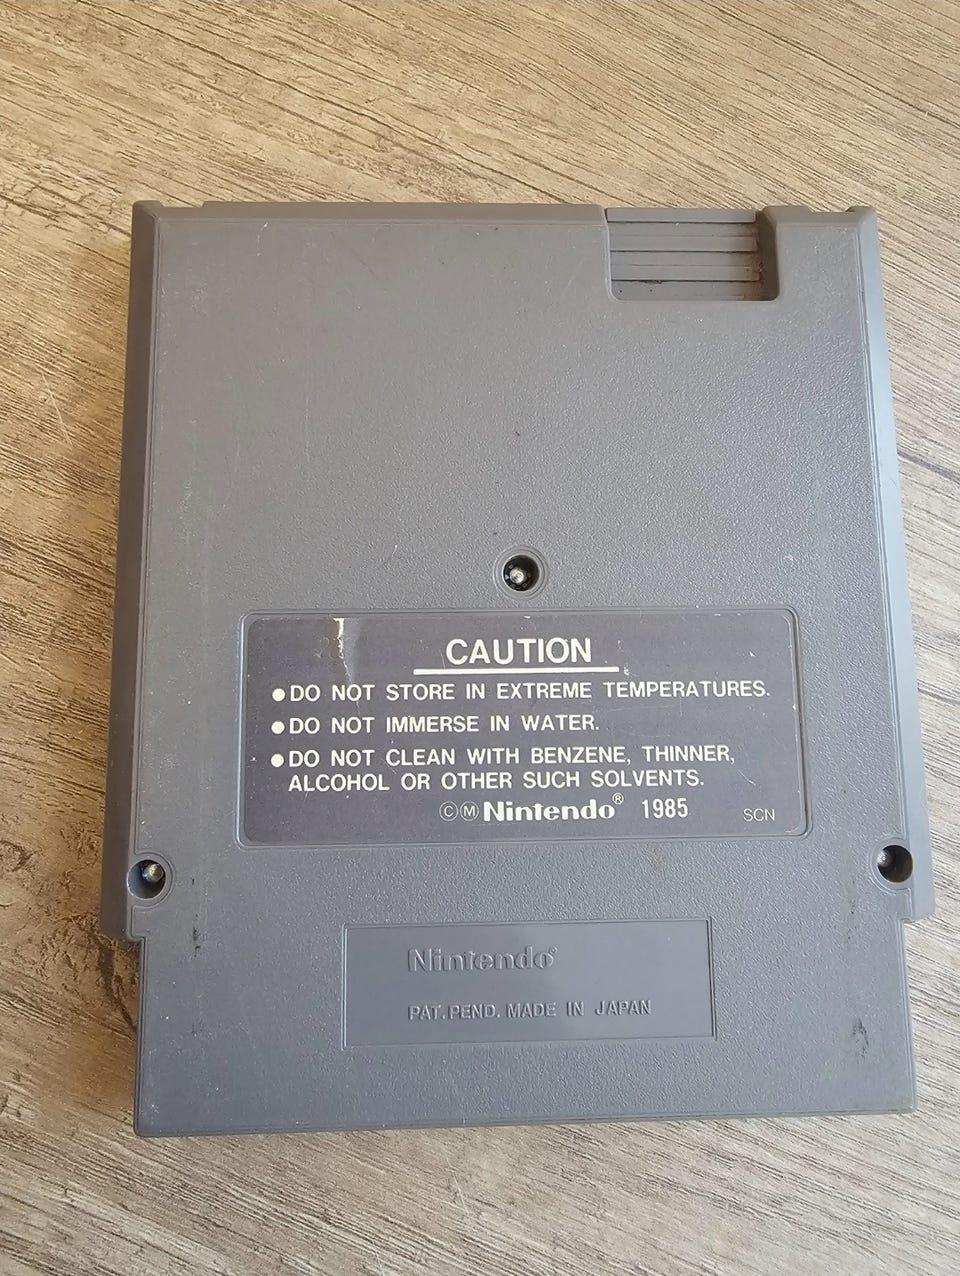 CAUTION
●DO NOT STORE IN EXTREME TEMPERATURES.
●DO NOT IMMERSE IN WATER.
●DO NOT CLEAN WITH BENZENE, THINNER,
ALCOHOL OR OTHER SUCH SOLVENTS.
ⒸⓂ Nintendo® 1985 SCN
Nintendo®
PAT. PEND. MADE IN JAPAN